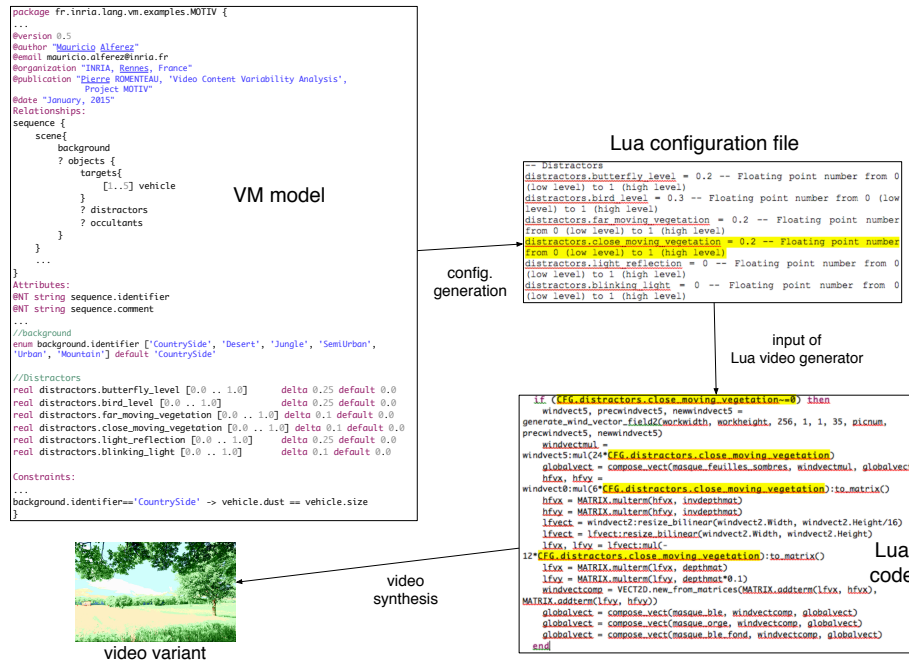 package fr.inria.lang.vm.examples.MOTIV {
...
@version 0.5
@author "Mauricio Alferez"
@email mauricio.alferez@inria.fr
@organization "INRIA, Rennes, France"
@publication "Pierre ROMENTEAU, 'Video Content Variability Analysis',
Project MOTIV"
@date "January, 2015"
Relationships:
sequence {
scene{
background
? objects {
targets{
[1..5] vehicle
}
? distractors
? occultants
}
}
...
}
Attributes:
@NT string sequence.identifier
@NT string sequence.comment
...
//background
enum background.identifier ['CountrySide', 'Desert', 'Jungle', 'SemiUrban',
'Urban', 'Mountain'] default 'CountrySide'
//Distractors
real distractors.butterfly_level [0.0 .. 1.0] delta 0.25 default 0.0
real distractors.bird_level [0.0 .. 1.0] delta 0.25 default 0.0
real distractors.far_moving_vegetation [0.0 .. 1.0] delta 0.1 default 0.0
real distractors.close_moving_vegetation [0.0 .. 1.0] delta 0.1 default 0.0
real distractors.light_reflection [0.0 .. 1.0] delta 0.25 default 0.0
real distractors.blinking_light [0.0 .. 1.0] delta 0.1 default 0.0
Constraints:
...
background.identifier=='CountrySide' -> vehicle.dust == vehicle.size
}
VM model
config.
generation
Lua configuration file
-- Distractors
distractors.butterfly_level = 0.2 -- Floating point number from 0
(low level) to 1 (high level)
distractors.bird_level = 0.3 -- Floating point number from 0 (low
level) to 1 (high level)
distractors.far_moving_vegetation = 0.2 -- Floating point number
from 0 (low level) to 1 (high level)
distractors.close_moving_vegetation = 0.2 -- Floating point number
from 0 (low level) to 1 (high level)
distractors.light_reflection = 0 -- Floating point number from 0
(low level) to 1 (high level)
distractors.blinking_light = 0 -- Floating point number from 0
(low level) to 1 (high level)
input of
Lua video generator
if (CFG.distractors.close_moving_vegetation~=0) then
windvect5, precwindvect5, newwindvect5 =
generate_wind_vector_field2(workwidth, workheight, 256, 1, 1, 35, picnum,
precwindvect5, newwindvect5)
windvectmul =
windvect5:mul(24*CFG.distractors.close_moving_vegetation)
globalvect = compose_vect(masque_feuilles_sombres, windvectmul, globalvect
hfvx, hfvy =
windvect0:mul(6*CFG.distractors.close_moving_vegetation):to_matrix()
hfvx = MATRIX.multerm(hfvx, invdepthmat)
hfvy = MATRIX.multerm(hfvy, invdepthmat)
lfvect = windvect2:resize_bilinear(windvect2.Width, windvect2.Height/16)
lfvect = lfvect:resize_bilinear(windvect2.Width, windvect2.Height)
lfvx, lfvy = lfvect:mul(-
12*CFG.distractors.close_moving_vegetation):to_matrix()
lfvx = MATRIX.multerm(lfvx, depthmat)
lfvy = MATRIX.multerm(lfvy, depthmat*0.1)
windvectcomp = VECT2D.new_from_matrices(MATRIX.addterm(lfvx, hfvx),
MATRIX.addterm(lfvy, hfvy))
globalvect = compose_vect(masque_ble, windvectcomp, globalvect)
globalvect = compose_vect(masque_orge, windvectcomp, globalvect)
globalvect = compose_vect(masque_ble_fond, windvectcomp, globalvect)
end
Lua
code
video
synthesis
video variant